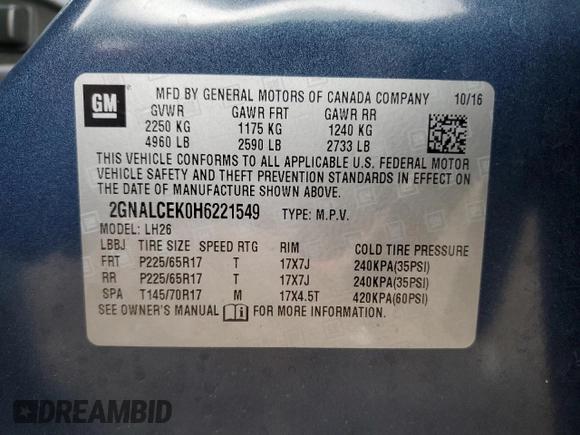 GM
MFD BY GENERAL MOTORS OF CANADA COMPANY 10/16
GVWR GAWR FRT GAWR RR
2250 KG 1175 KG 1240 KG
4960 LB 2590 LB 2733 LB
THIS VEHICLE CONFORMS TO ALL APPLICABLE U.S. FEDERAL MOTOR
VEHICLE SAFETY AND THEFT PREVENTION STANDARDS IN EFFECT ON
THE DATE OF MANUFACTURE SHOWN ABOVE.
2GNALCEK0H6221549 TYPE: M.P.V.
MODEL: LH26
LBBJ TIRE SIZE SPEED RTG RIM COLD TIRE PRESSURE
FRT P225/65R17 T 17X7J 240KPA(35PSI)
RR P225/65R17 T 17X7J 240KPA(35PSI)
SPA T145/70R17 M 17X4.5T 420KPA(60PSI)
SEE OWNER'S MANUAL FOR MORE INFORMATION.
DREAMBID